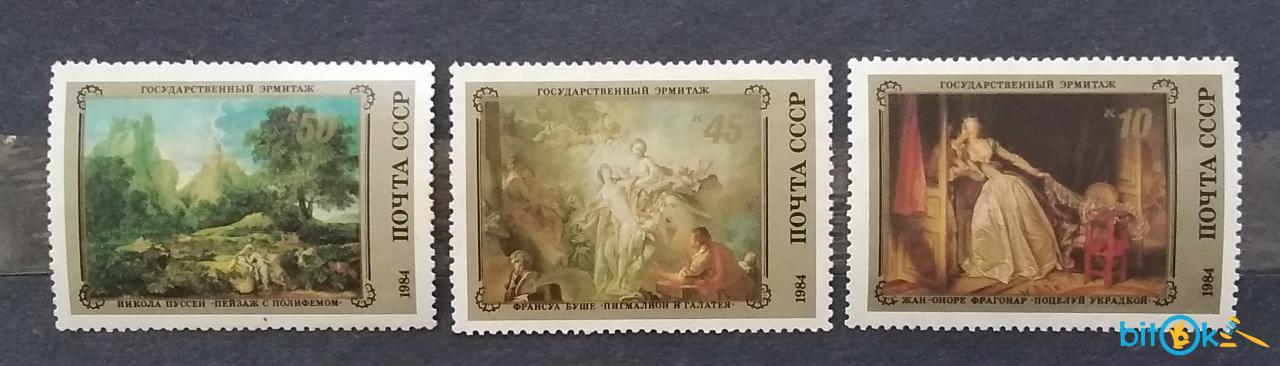 ГОСУДАРСТВЕННЫЙ ЭРМИТАЖ
50
ПОЧТА СССР
1984
НИКОЛА ПУССЕН ·ПЕЙЗАЖ С ПОЛИФЕМОМ·
ГОСУДАРСТВЕННЫЙ ЭРМИТАЖ
К 45
ПОЧТА СССР
1984
ФРАНСУА БУШЕ ·ПИГМАЛИОН И ГАЛАТЕЯ·
ГОСУДАРСТВЕННЫЙ ЭРМИТАЖ
К 10
ПОЧТА СССР
1984
ЖАН-ОНОРЕ ФРАГОНАР ·ПОЦЕЛУЙ УКРАДКОЙ·
bitok